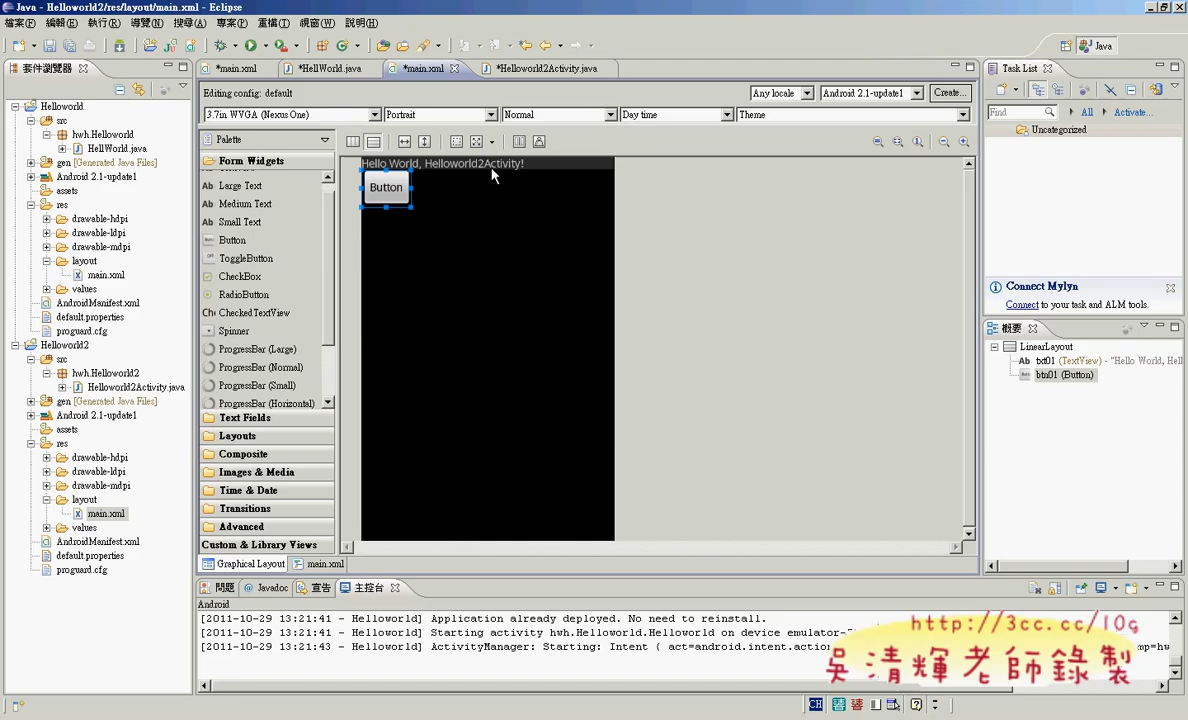 Java - Helloworld2/res/layout/main.xml - Eclipse
檔案(F) 編輯(E) 執行(R) 導覽(N) 搜尋(A) 專案(P) 重構(T) 視窗(W) 說明(H)
Java
套件瀏覽器
Helloworld
src
hwh.Helloworld
HellWorld.java
gen [Generated Java Files]
Android 2.1-update1
assets
res
drawable-hdpi
drawable-ldpi
drawable-mdpi
layout
main.xml
values
AndroidManifest.xml
default.properties
proguard.cfg
Helloworld2
src
hwh.Helloworld2
Helloworld2Activity.java
gen [Generated Java Files]
Android 2.1-update1
assets
res
drawable-hdpi
drawable-ldpi
drawable-mdpi
layout
main.xml
values
AndroidManifest.xml
default.properties
proguard.cfg
*main.xml *HellWorld.java *main.xml *Helloworld2Activity.java
Editing config: default
Any locale Android 2.1-update1 Create...
3.7in WVGA (Nexus One) Portrait Normal Day time Theme
Palette
Form Widgets
Ab Large Text
Ab Medium Text
Ab Small Text
Button
ToggleButton
CheckBox
RadioButton
CheckedTextView
Spinner
ProgressBar (Large)
ProgressBar (Normal)
ProgressBar (Small)
ProgressBar (Horizontal)
Text Fields
Layouts
Composite
Images & Media
Time & Date
Transitions
Advanced
Custom & Library Views
Hello World, Helloworld2Activity!
Button
Graphical Layout main.xml
Task List
Find All Activate...
Uncategorized
Connect Mylyn
Connect to your task and ALM tools.
概要
LinearLayout
Ab txt01 (TextView) - "Hello World, Hell
btn01 (Button)
問題 @ Javadoc 宣告 主控台
Android
[2011-10-29 13:21:41 - Helloworld] Application already deployed. No need to reinstall.
[2011-10-29 13:21:41 - Helloworld] Starting activity hwh.Helloworld.Helloworld on device emulator-
[2011-10-29 13:21:43 - Helloworld] ActivityManager: Starting: Intent { act=android.intent.action
http://3cc.cc/10g
吳清輝老師錄製
CH